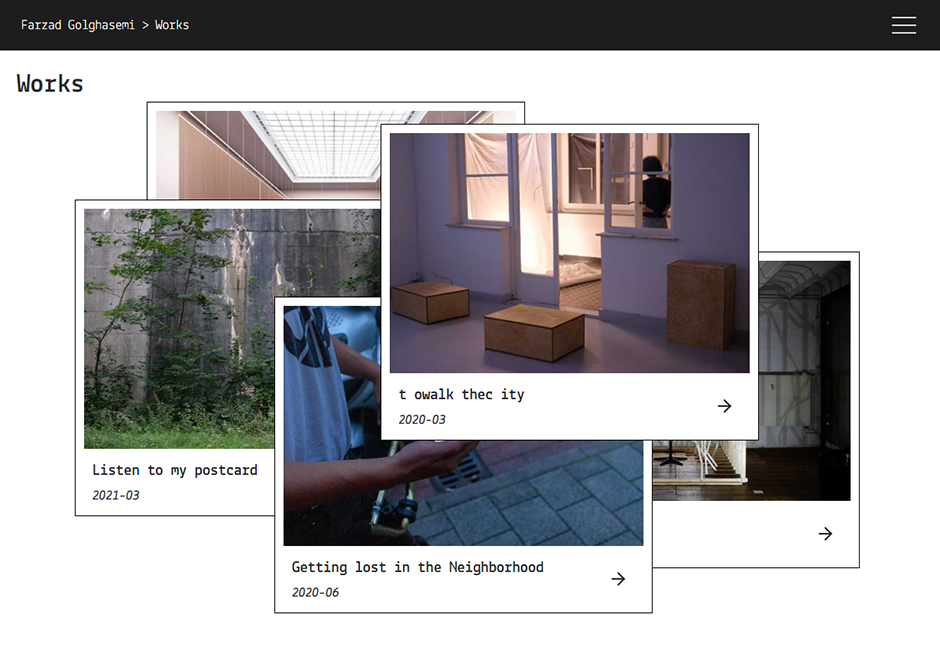 Farzad Golghasemi > Works
Works
t owalk thec ity
2020-03
Listen to my postcard
2021-03
Getting lost in the Neighborhood
2020-06